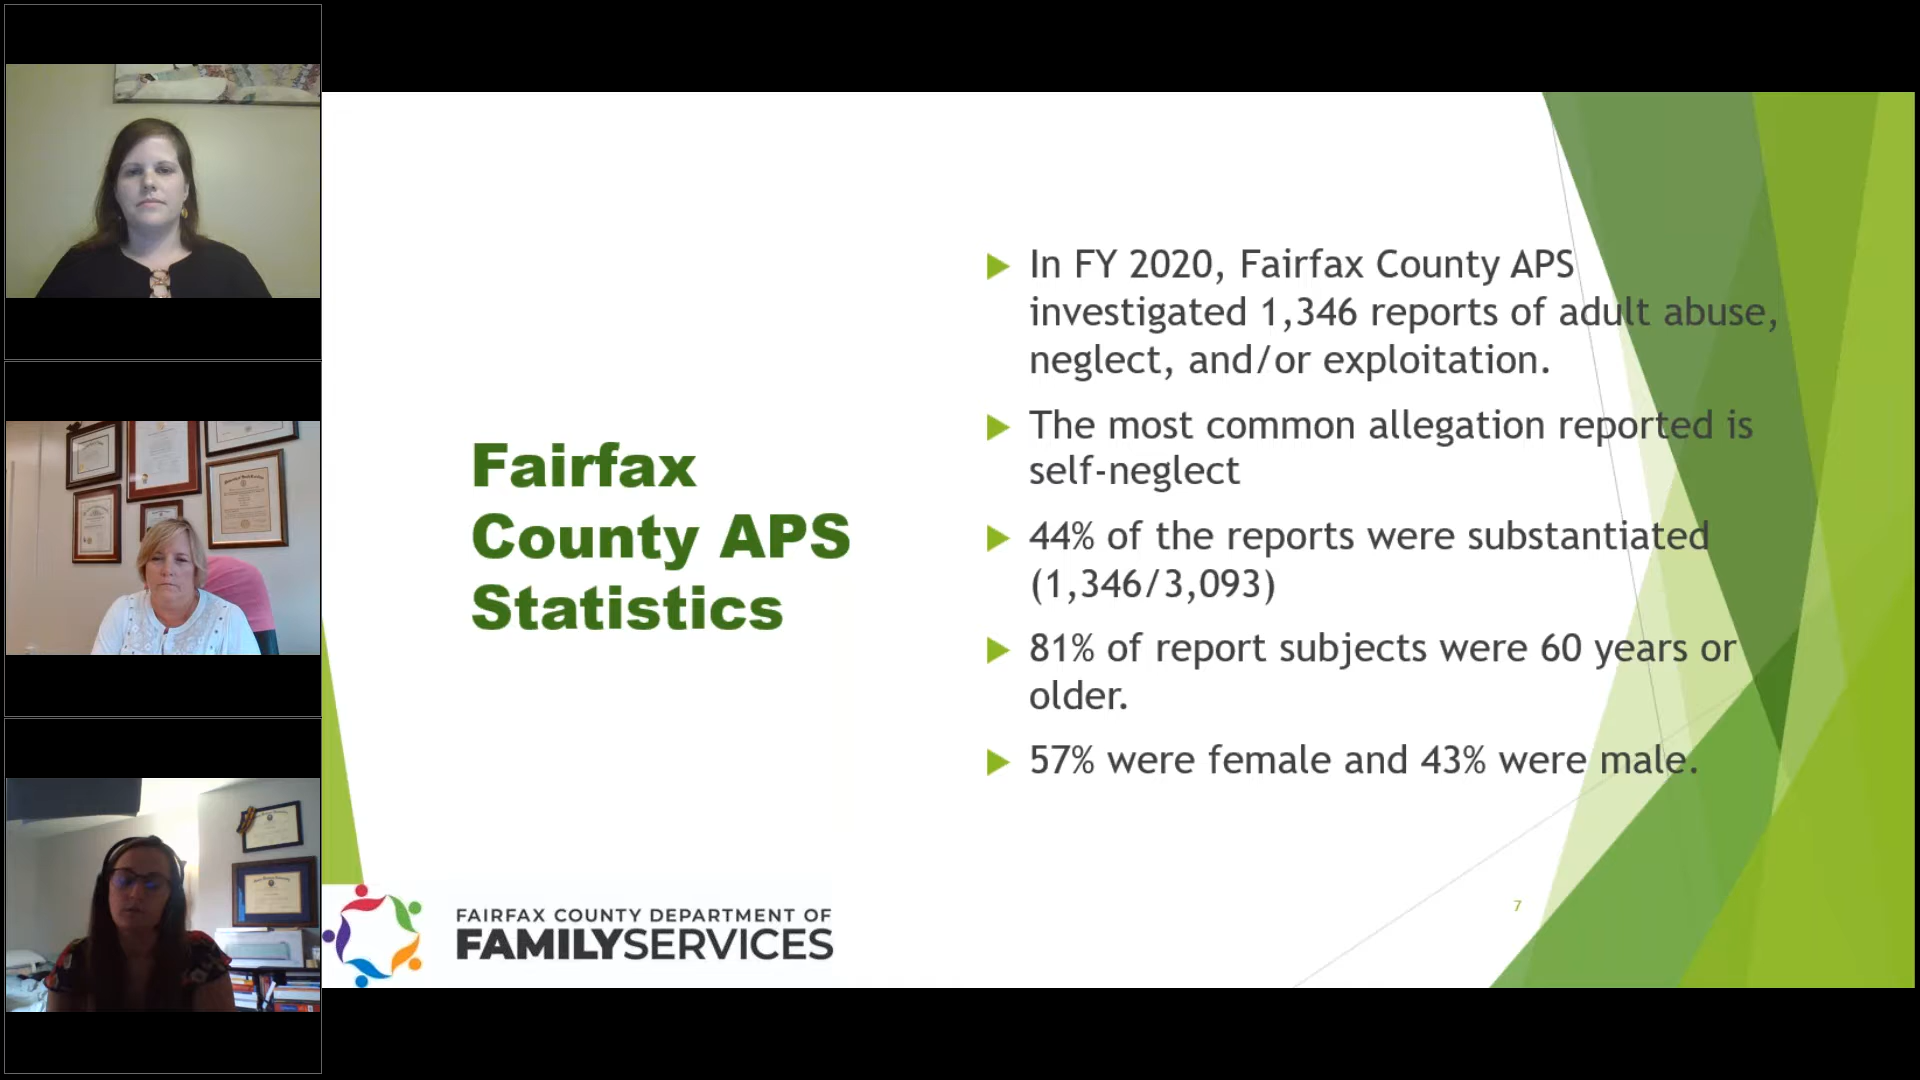 Fairfax
County APS
Statistics
In FY 2020, Fairfax County APS
investigated 1,346 reports of adult abuse,
neglect, and/or exploitation.
The most common allegation reported is
self-neglect
44% of the reports were substantiated
(1,346/3,093)
81% of report subjects were 60 years or
older.
57% were female and 43% were male.
FAIRFAX COUNTY DEPARTMENT OF
FAMILYSERVICES
7